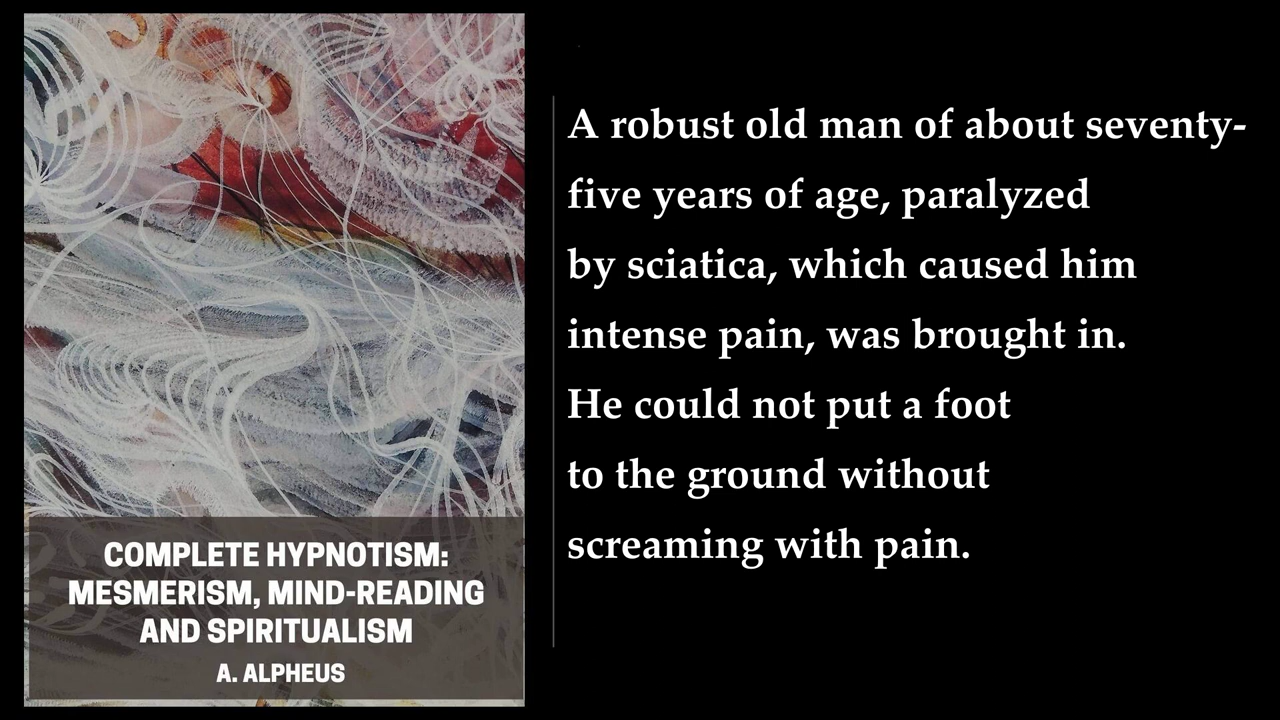 COMPLETE HYPNOTISM:
MESMERISM, MIND-READING
AND SPIRITUALISM
A. ALPHEUS
A robust old man of about seventy-
five years of age, paralyzed
by sciatica, which caused him
intense pain, was brought in.
He could not put a foot
to the ground without
screaming with pain.